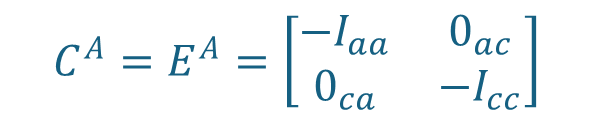 C^A = E^A = [−I_aa 0_ac
0_ca −I_cc]